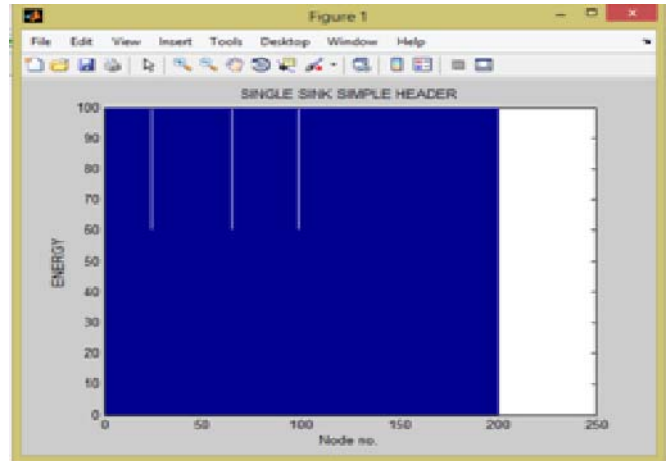 Figure 1
File Edit View Insert Tools Desktop Window Help
SINGLE SINK SIMPLE HEADER
100
90
80
70
60
50
40
30
20
10
0
ENERGY
0 50 100 150 200 250
Node no.